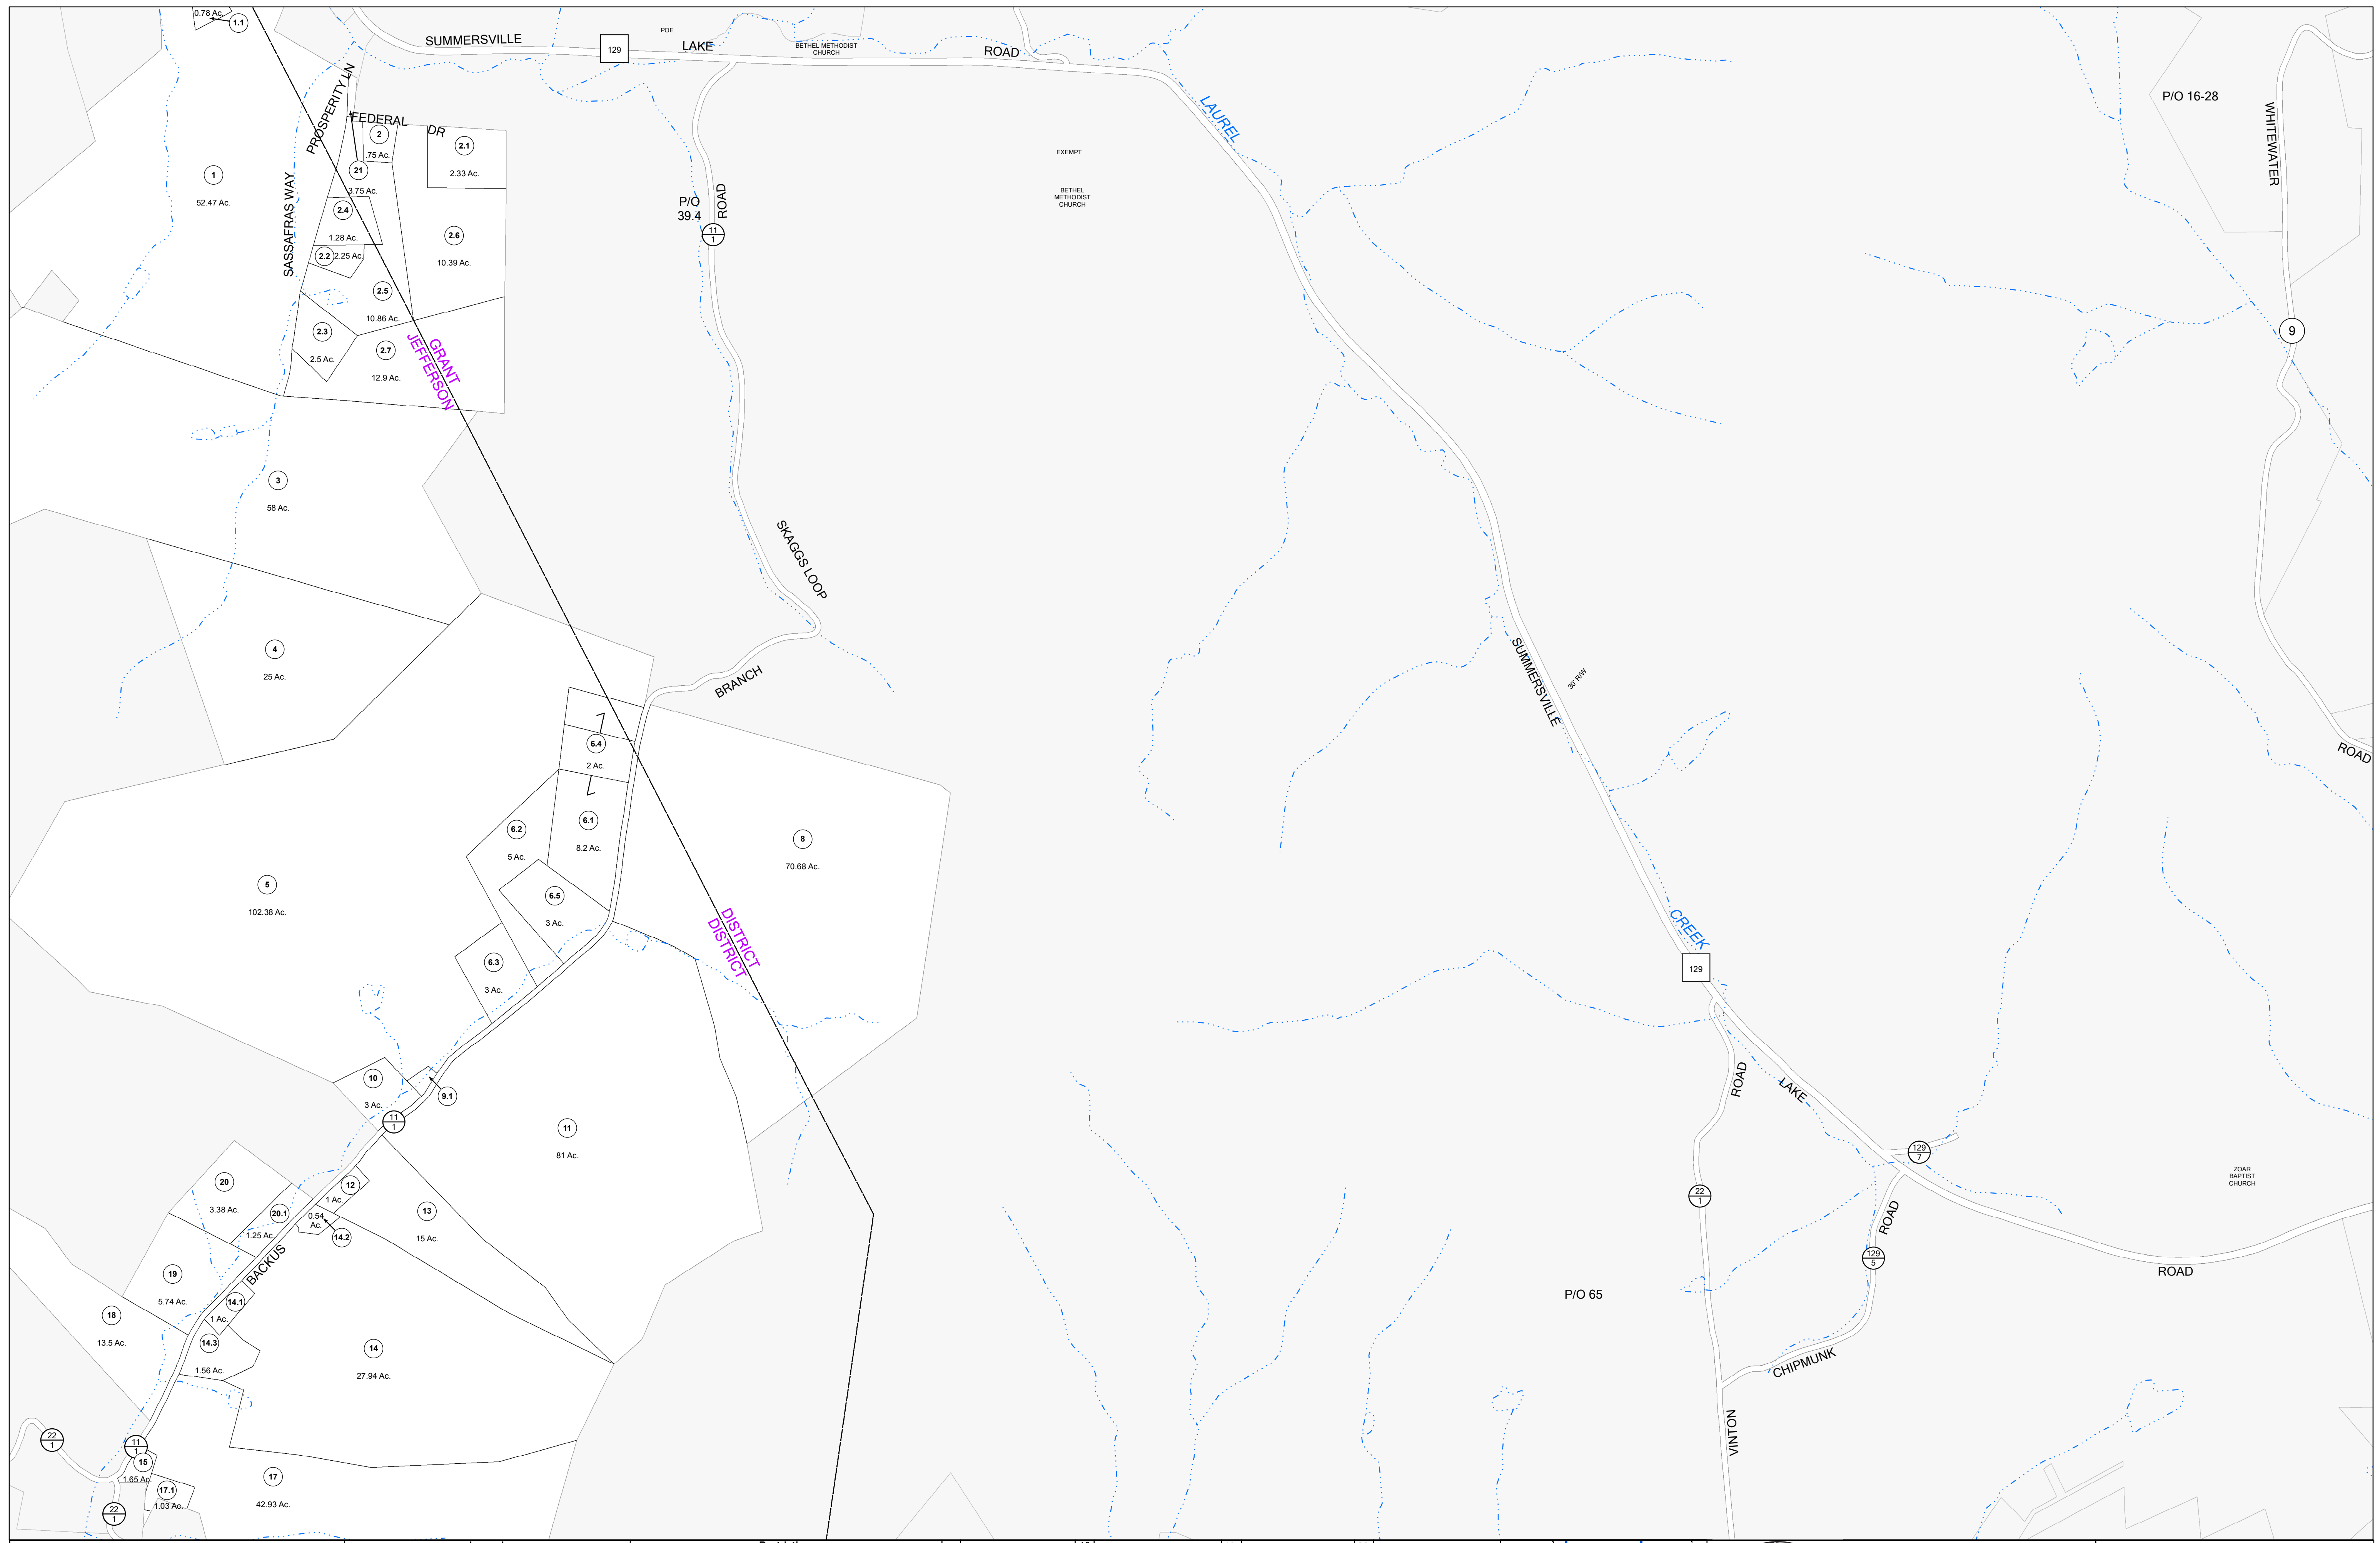 0.78 Ac.
1.1
SUMMERSVILLE
129
POE
LAKE
BETHEL METHODIST
CHURCH
ROAD
PROSPERITY LN
FEDERAL
DR
2
.75 Ac.
2.1
2.33 Ac.
LAUREL
P/O 16-28
WHITEWATER
1
52.47 Ac.
21
3.75 Ac.
EXEMPT
BETHEL
METHODIST
CHURCH
SASSAFRAS WAY
2.4
1.28 Ac.
2.6
10.39 Ac.
P/O
39.4
ROAD
11
1
2.2
2.25 Ac.
2.5
10.86 Ac.
2.3
2.5 Ac.
2.7
12.9 Ac.
GRANT
JEFFERSON
9
3
58 Ac.
SKAGGS LOOP
4
25 Ac.
BRANCH
SUMMERSVILLE
30' R/W
6.4
2 Ac.
ROAD
6.2
5 Ac.
6.1
8.2 Ac.
8
70.68 Ac.
5
102.38 Ac.
6.5
3 Ac.
DISTRICT
DISTRICT
CREEK
6.3
3 Ac.
129
10
3 Ac.
9.1
11
1
ROAD
LAKE
11
81 Ac.
129
7
ZOAR
BAPTIST
CHURCH
20
3.38 Ac.
12
1 Ac.
20.1
1.25 Ac.
0.54
Ac.
14.2
13
15 Ac.
22
1
ROAD
129
5
ROAD
BACKUS
19
5.74 Ac.
14.1
1 Ac.
P/O 65
18
13.5 Ac.
14.3
1.56 Ac.
14
27.94 Ac.
CHIPMUNK
VINTON
22
1
11
1
15
1.65 Ac.
17.1
1.03 Ac.
17
42.93 Ac.
22
1